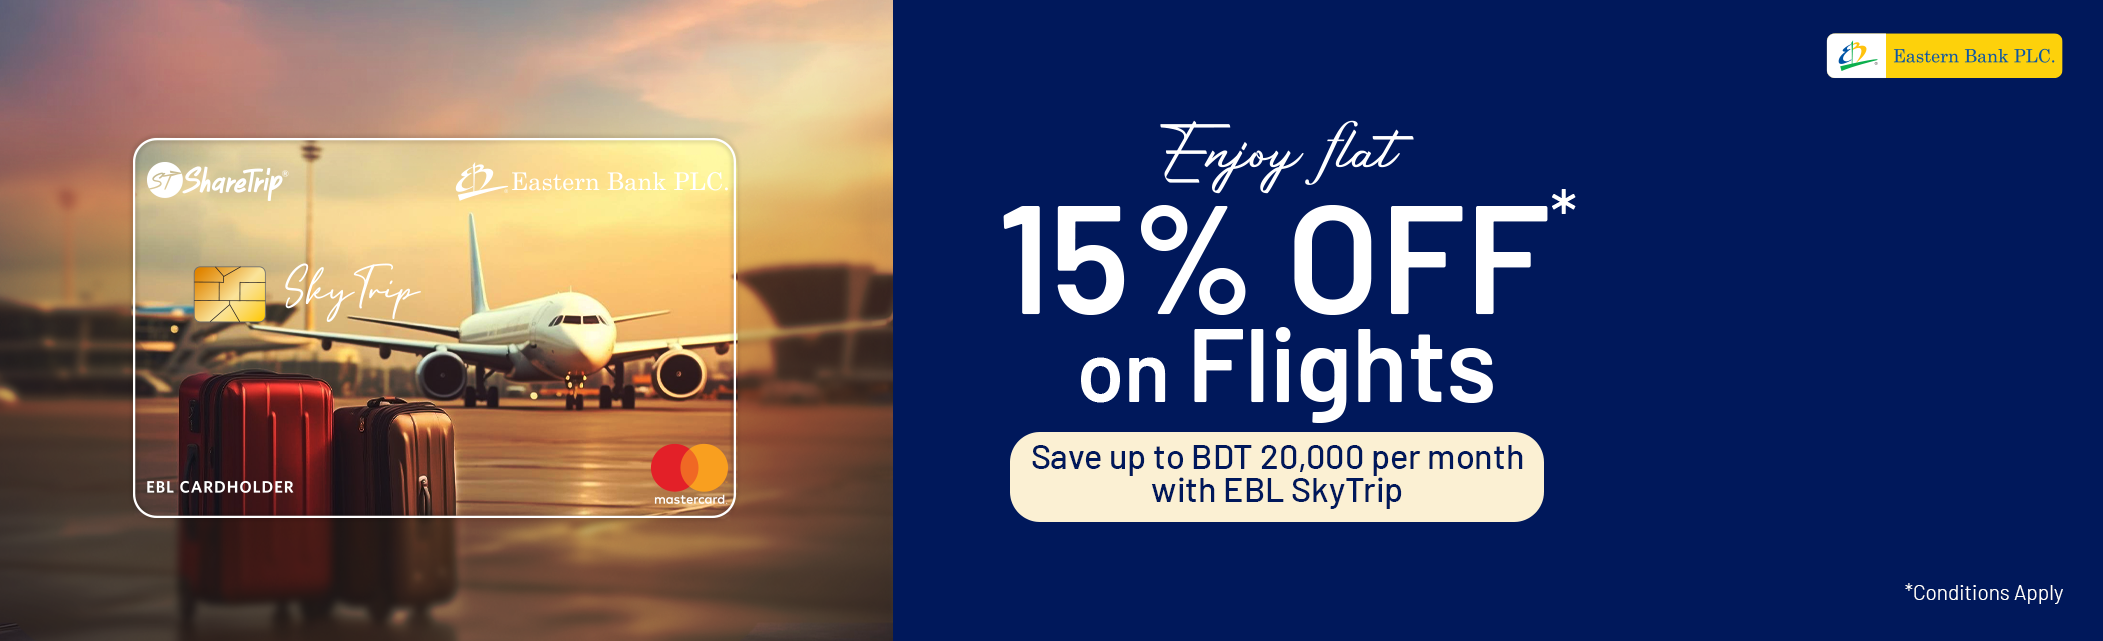 ST ShareTrip®
Eastern Bank PLC.
SkyTrip
EBL CARDHOLDER
mastercard
Eastern Bank PLC.
Enjoy flat
15% OFF*
on Flights
Save up to BDT 20,000 per month
with EBL SkyTrip
*Conditions Apply